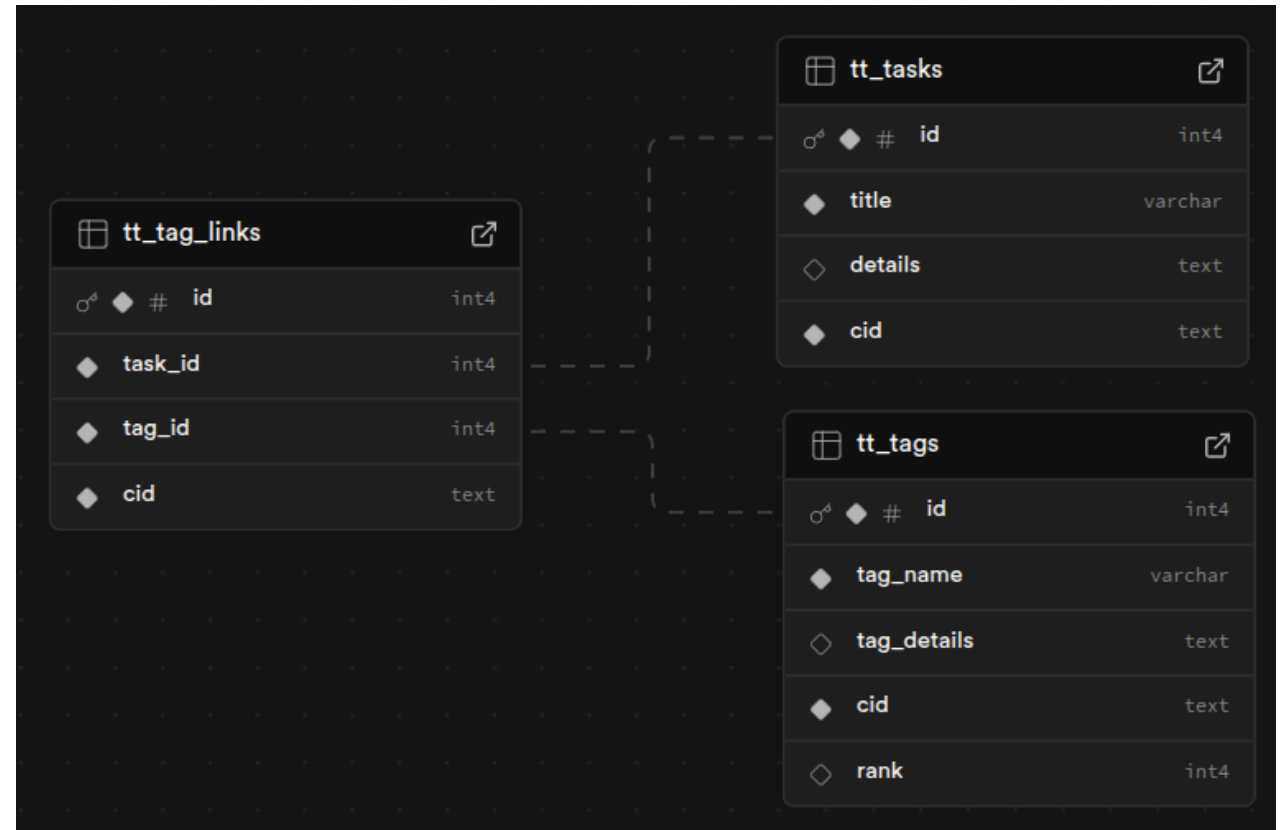 tt_tag_links
id int4
task_id int4
tag_id int4
cid text
tt_tasks
id int4
title varchar
details text
cid text
tt_tags
id int4
tag_name varchar
tag_details text
cid text
rank int4